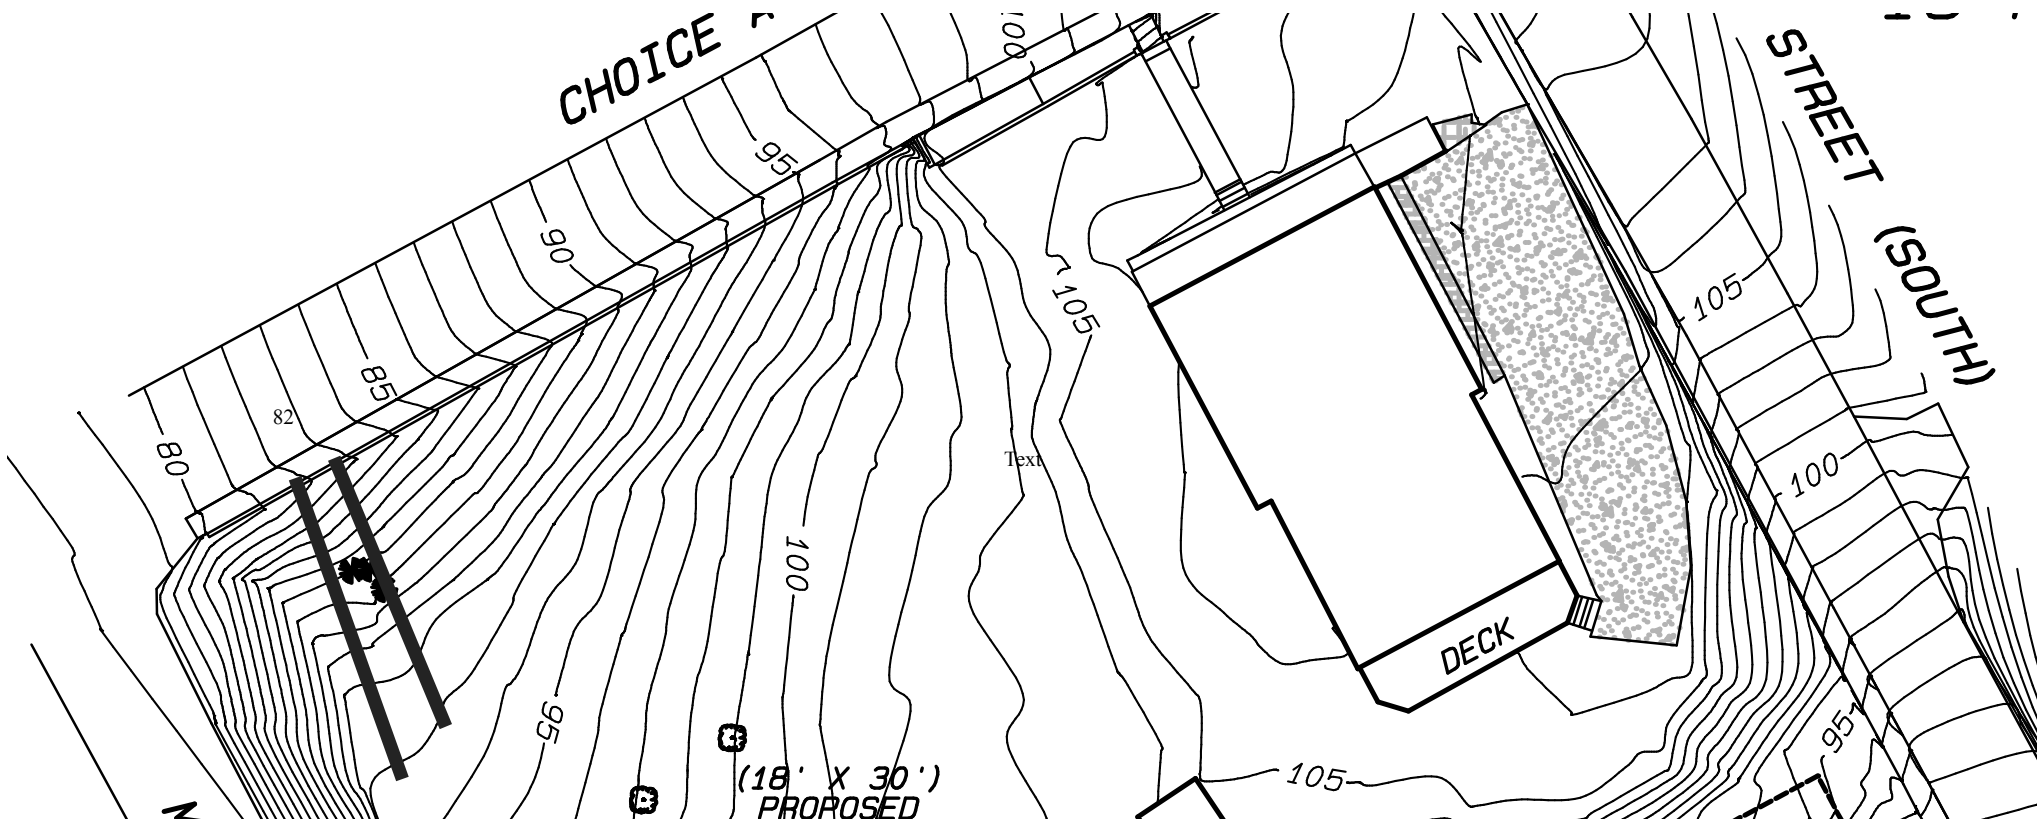 CHOICE
100
STREET (SOUTH)
95
90
105
105
85
82
80
Text
100
100
DECK
95
95
105
(18' X 30')
PROPOSED